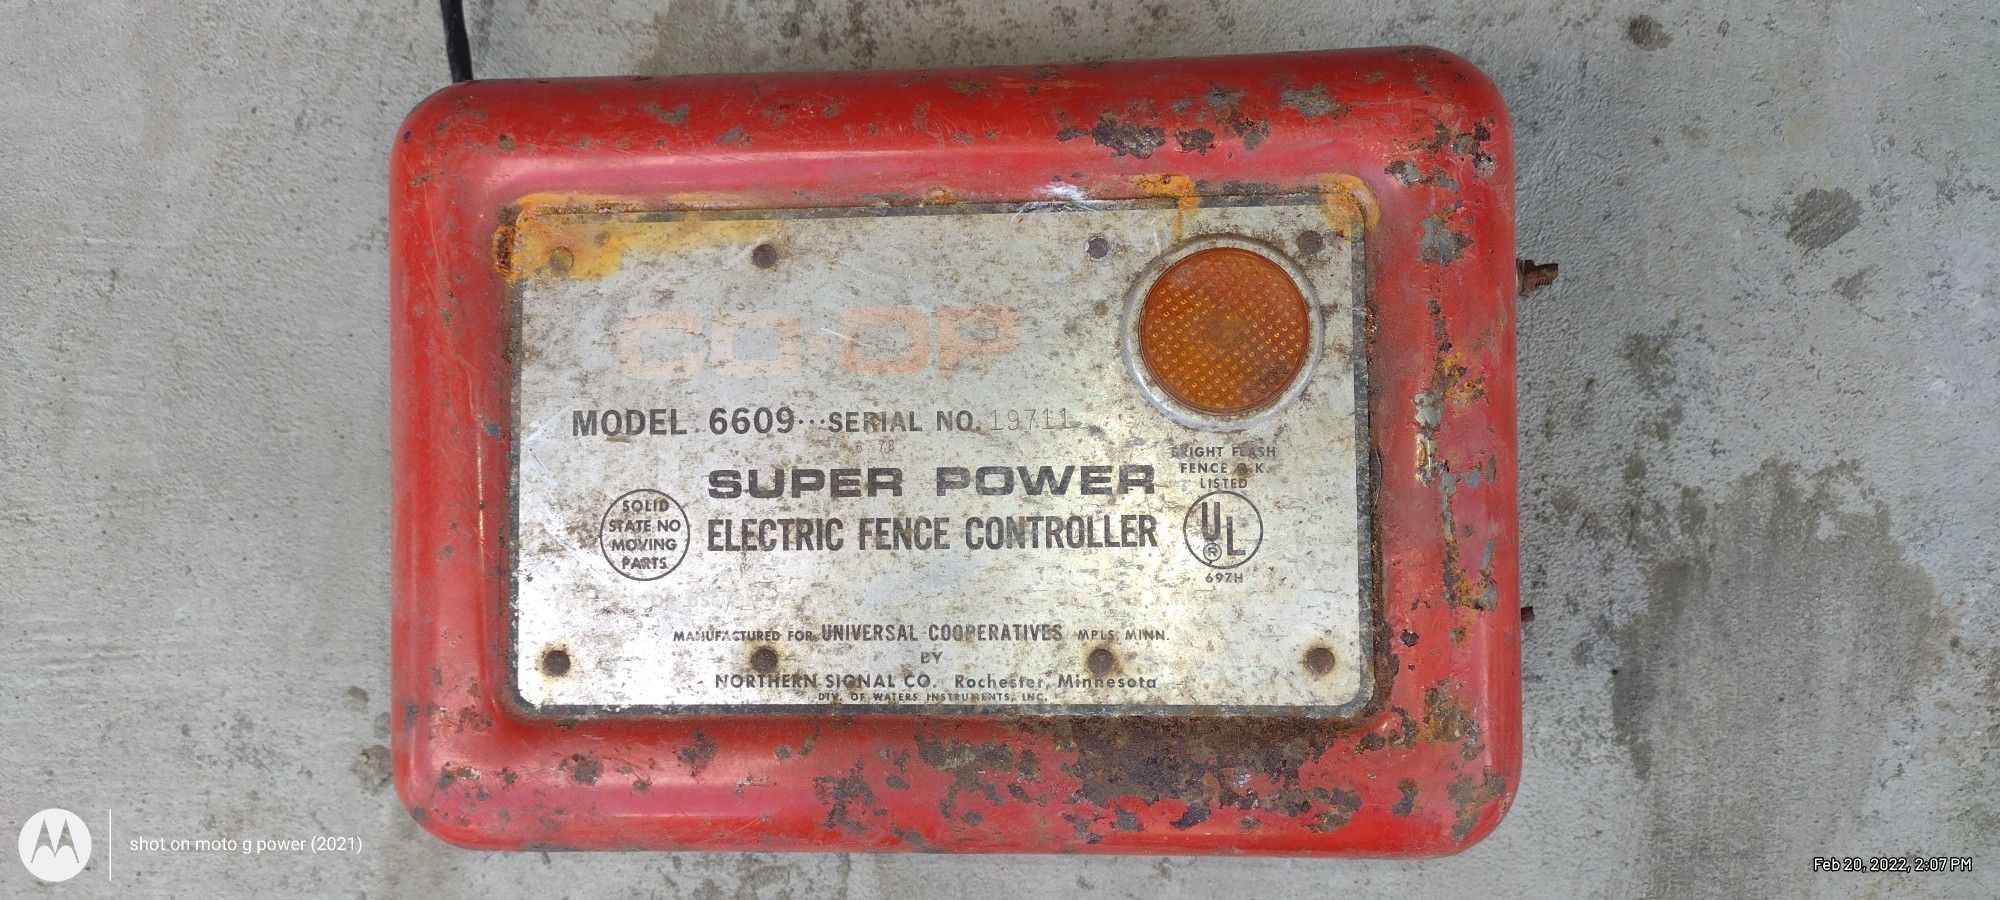 CO-OP
MODEL 6609···SERIAL NO. 19711
6 78
BRIGHT FLASH
FENCE O.K.
LISTED
SUPER POWER
ELECTRIC FENCE CONTROLLER
SOLID
STATE NO
MOVING
PARTS
UL
®
697H
MANUFACTURED FOR UNIVERSAL COOPERATIVES MPLS. MINN.
BY
NORTHERN SIGNAL CO. Rochester, Minnesota
DIV. OF WATERS INSTRUMENTS, INC.
shot on moto g power (2021)
Feb 20, 2022, 2:07 PM